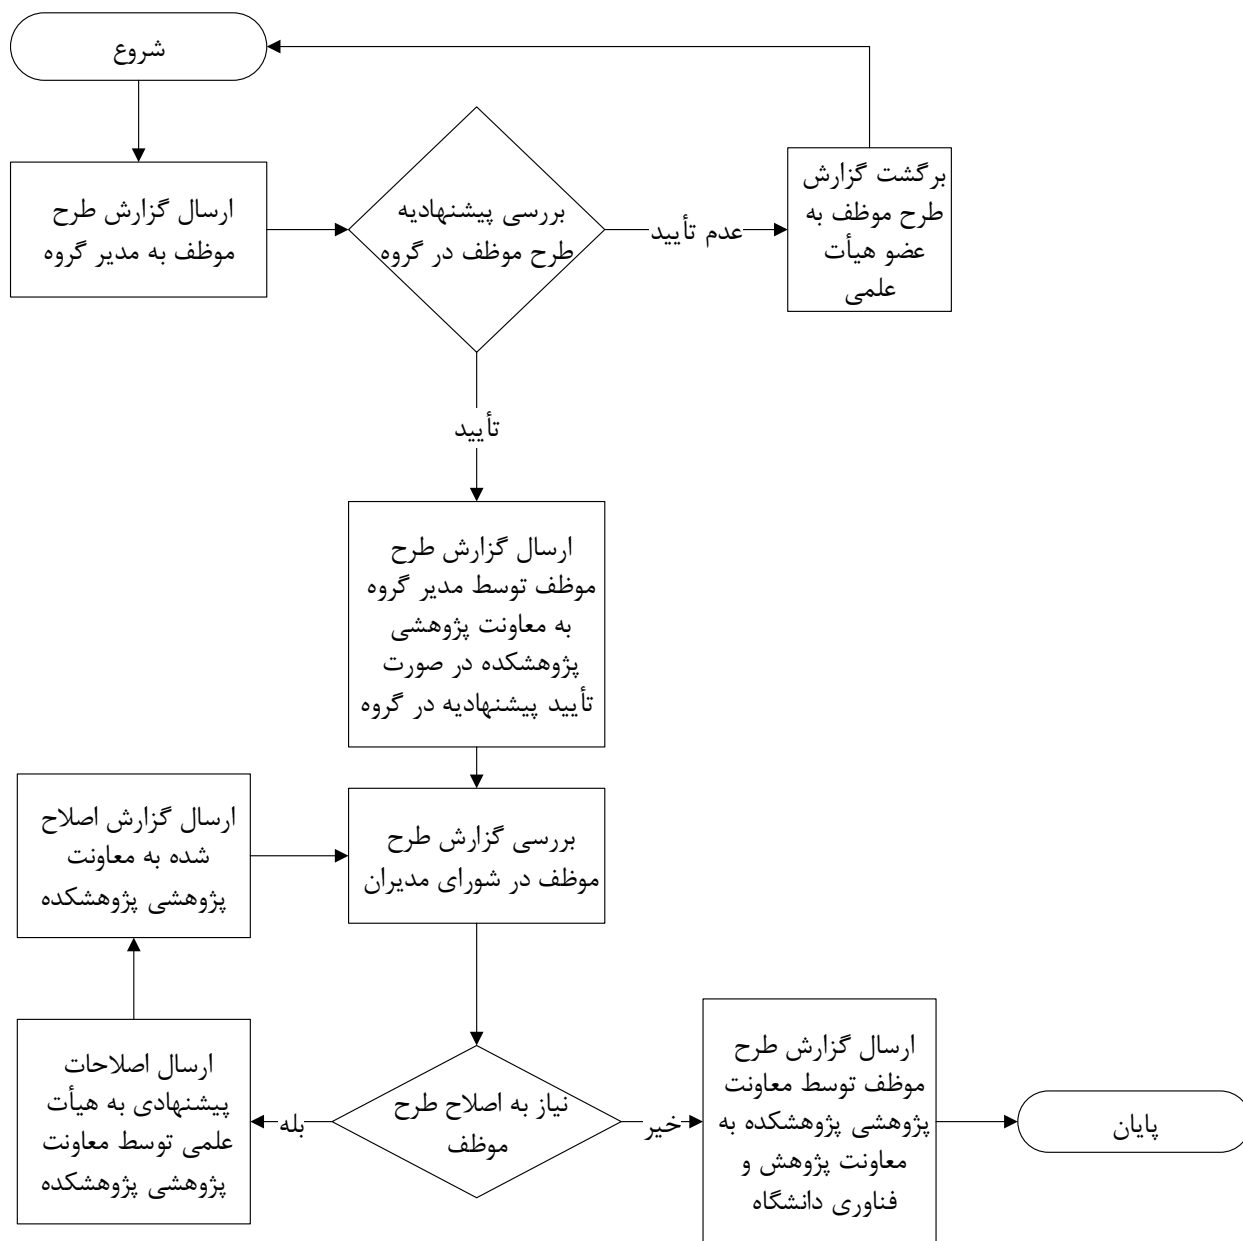 شروع
ارسال گزارش طرح
موظف به مدیر گروه
بررسی پیشنهادیه
طرح موظف در گروه
عدم تأیید
برگشت گزارش
طرح موظف به
عضو هیأت
علمی
تأیید
ارسال گزارش طرح
موظف توسط مدیر گروه
به معاونت پژوهشی
پژوهشکده در صورت
تأیید پیشنهادیه در گروه
بررسی گزارش طرح
موظف در شورای مدیران
ارسال گزارش اصلاح
شده به معاونت
پژوهشی پژوهشکده
نیاز به اصلاح طرح
موظف
بله
ارسال اصلاحات
پیشنهادی به هیأت
علمی توسط معاونت
پژوهشی پژوهشکده
خیر
ارسال گزارش طرح
موظف توسط معاونت
پژوهشی پژوهشکده به
معاونت پژوهش و
فناوری دانشگاه
پایان